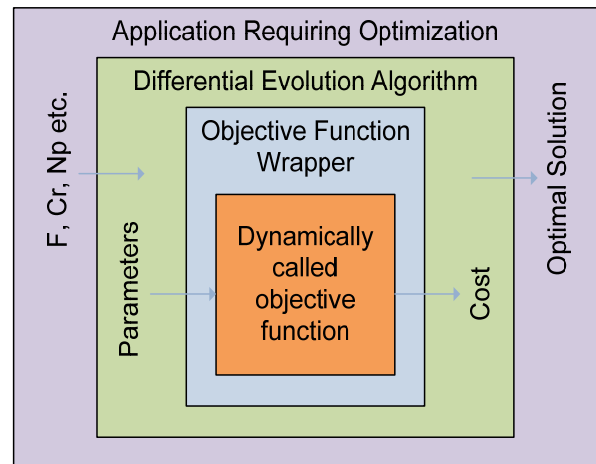 Application Requiring Optimization
Differential Evolution Algorithm
Objective Function
Wrapper
Dynamically
called
objective
function
F, Cr, Np etc.
Parameters
Cost
Optimal Solution